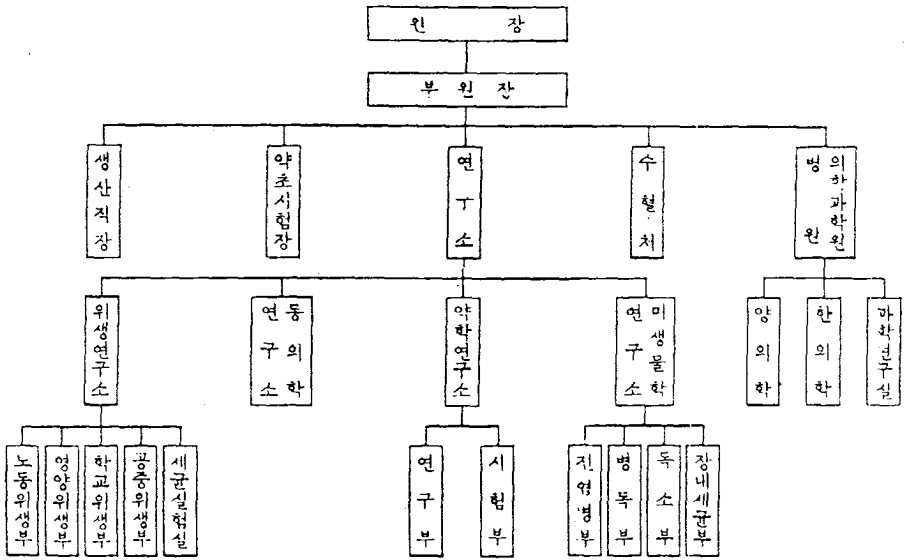 원 장
부 원 장
생산직장
약초시험장
연구소
수혈처
의학과학원
병원
위생연구소
동의학
연구소
약학연구소
미생물학
연구소
양의학
한의학
과학연구실
노동위생부
영양위생부
학교위생부
공중위생부
세균실험실
연구부
시험부
전염병부
병독부
독소부
장내세균부